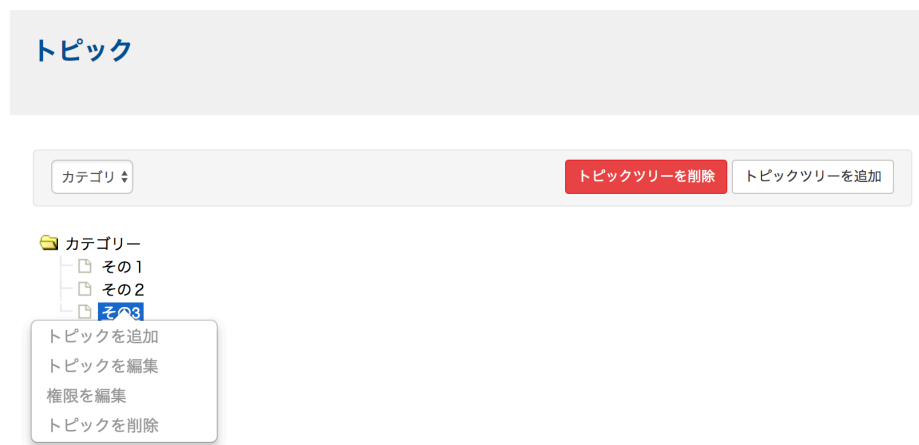 トピック
カテゴリ
トピックツリーを削除
トピックツリーを追加
カテゴリー
その1
その2
その3
トピックを追加
トピックを編集
権限を編集
トピックを削除